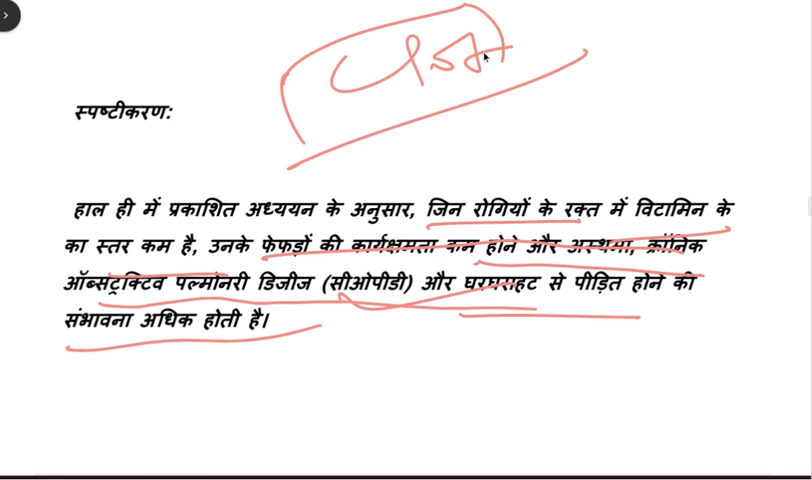 स्पष्टीकरण:
हाल ही में प्रकाशित अध्ययन के अनुसार, जिन रोगियों के रक्त में विटामिन के
का स्तर कम है, उनके फेफड़ों की कार्यक्षमता कम होने और अस्थमा, क्रॉनिक
ऑब्सट्रक्टिव पल्मोनरी डिजीज (सीओपीडी) और घरघराहट से पीड़ित होने की
संभावना अधिक होती है।